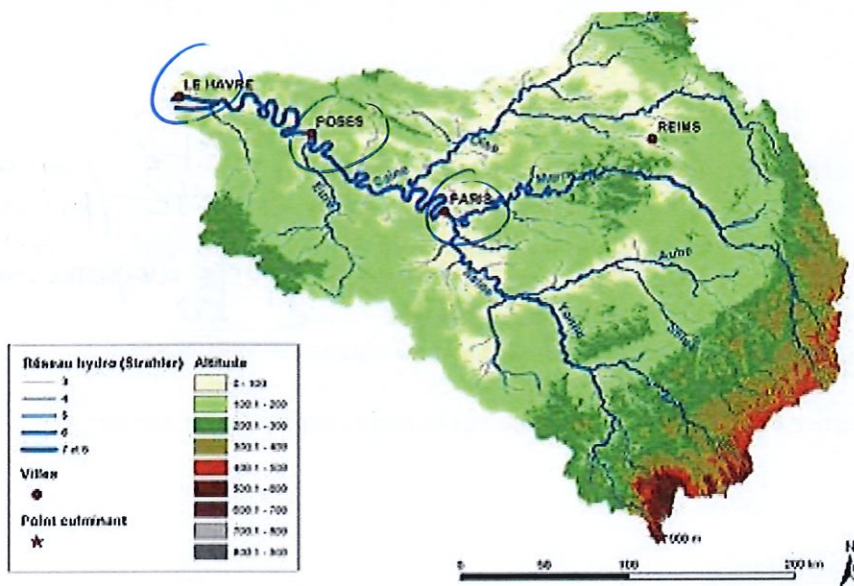 LE HAVRE
POSES
REIMS
Oise
Seine
Eure
Marne
PARIS
Aube
Seine
Yonne
Réseau hydro (Strahler)
3
4
5
6
7 et 8
Villes
Point culminant
Altitude
0 - 100
100.1 - 200
200.1 - 300
300.1 - 400
400.1 - 500
500.1 - 600
600.1 - 700
700.1 - 800
800.1 - 900
0 50 100 200 km
N